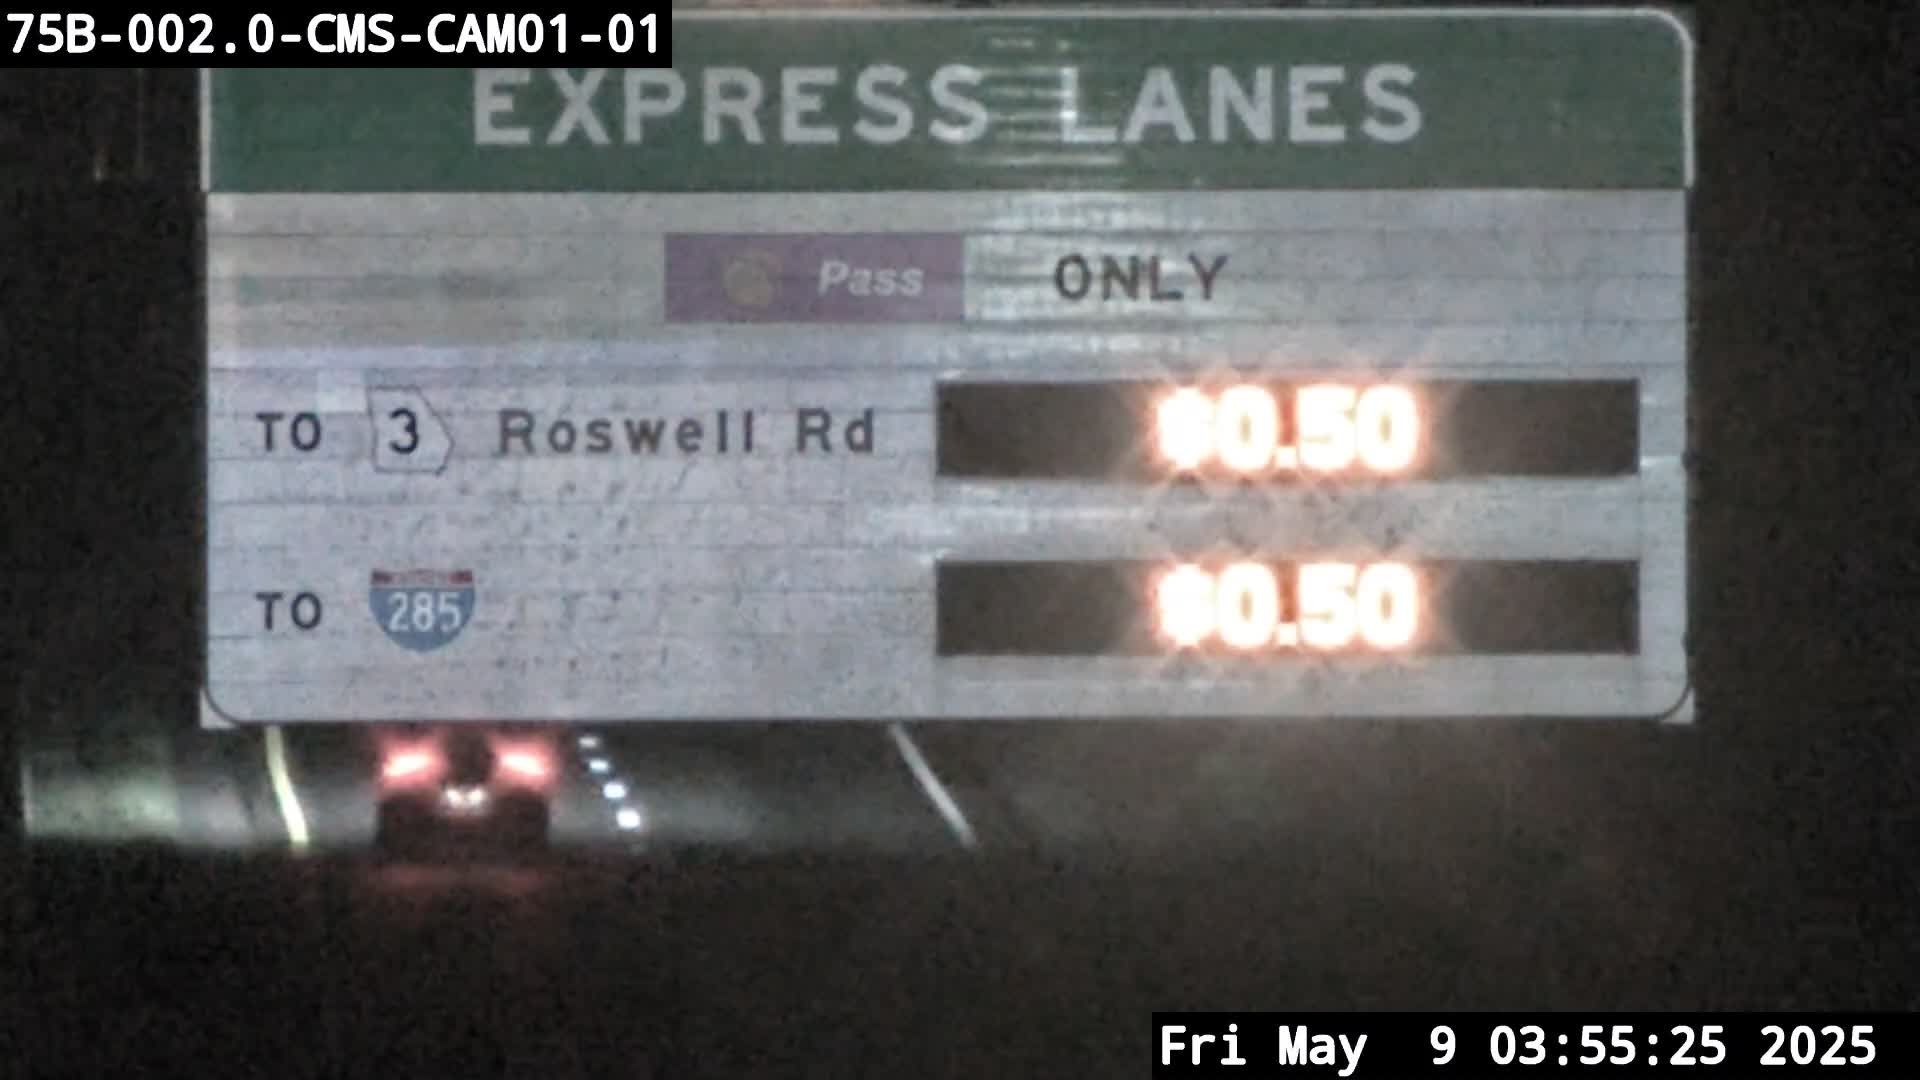 75B-002.0-CMS-CAM01-01
EXPRESS LANES
Pass ONLY
TO 3 Roswell Rd $0.50
TO 285 $0.50
Fri May 9 03:55:25 2025